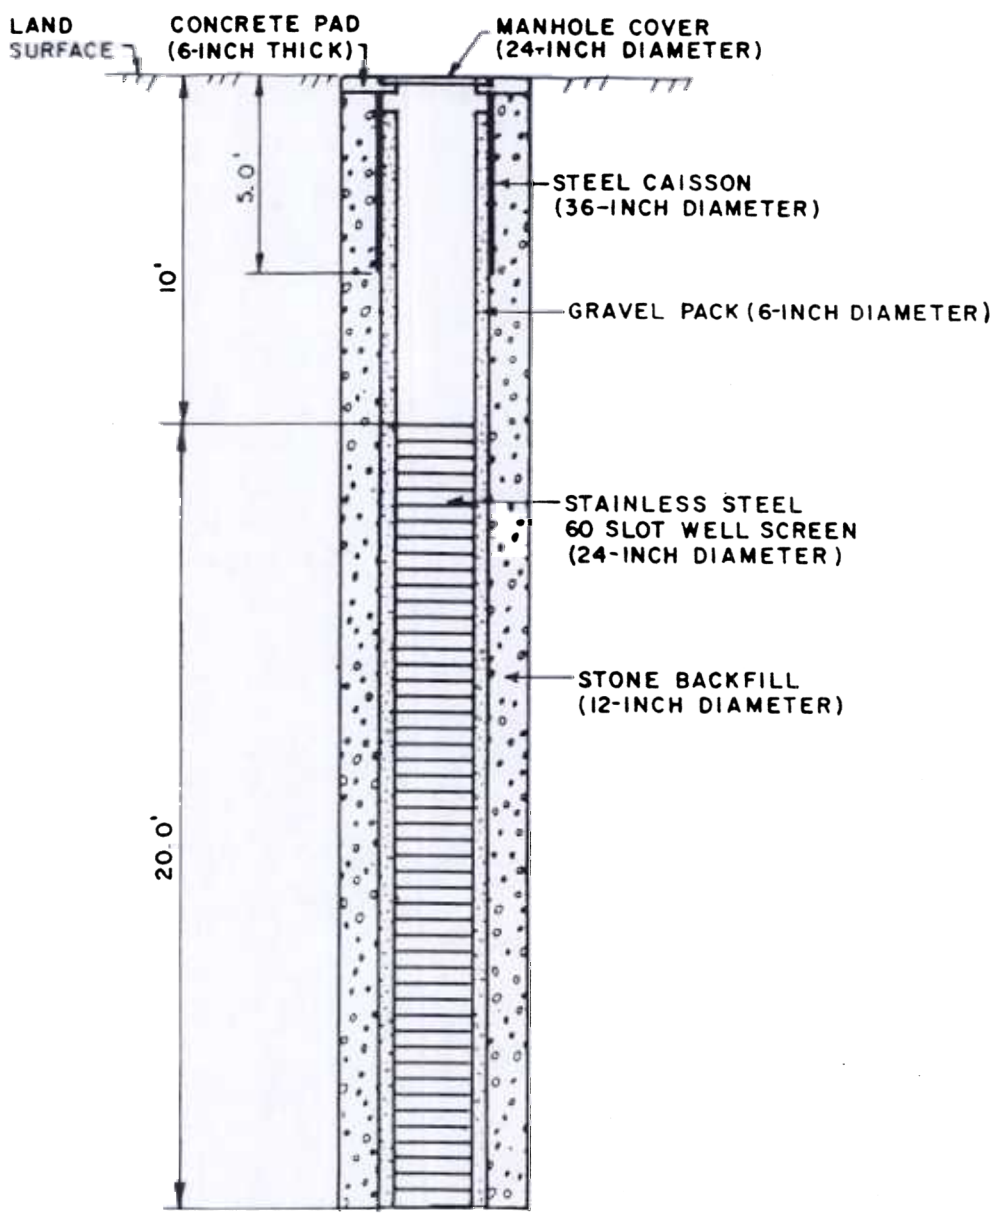 LAND
SURFACE
CONCRETE PAD
(6-INCH THICK)
MANHOLE COVER
(24-INCH DIAMETER)
5.0'
STEEL CAISSON
(36-INCH DIAMETER)
10'
GRAVEL PACK (6-INCH DIAMETER)
STAINLESS STEEL
60 SLOT WELL SCREEN
(24-INCH DIAMETER)
STONE BACKFILL
(12-INCH DIAMETER)
20.0'